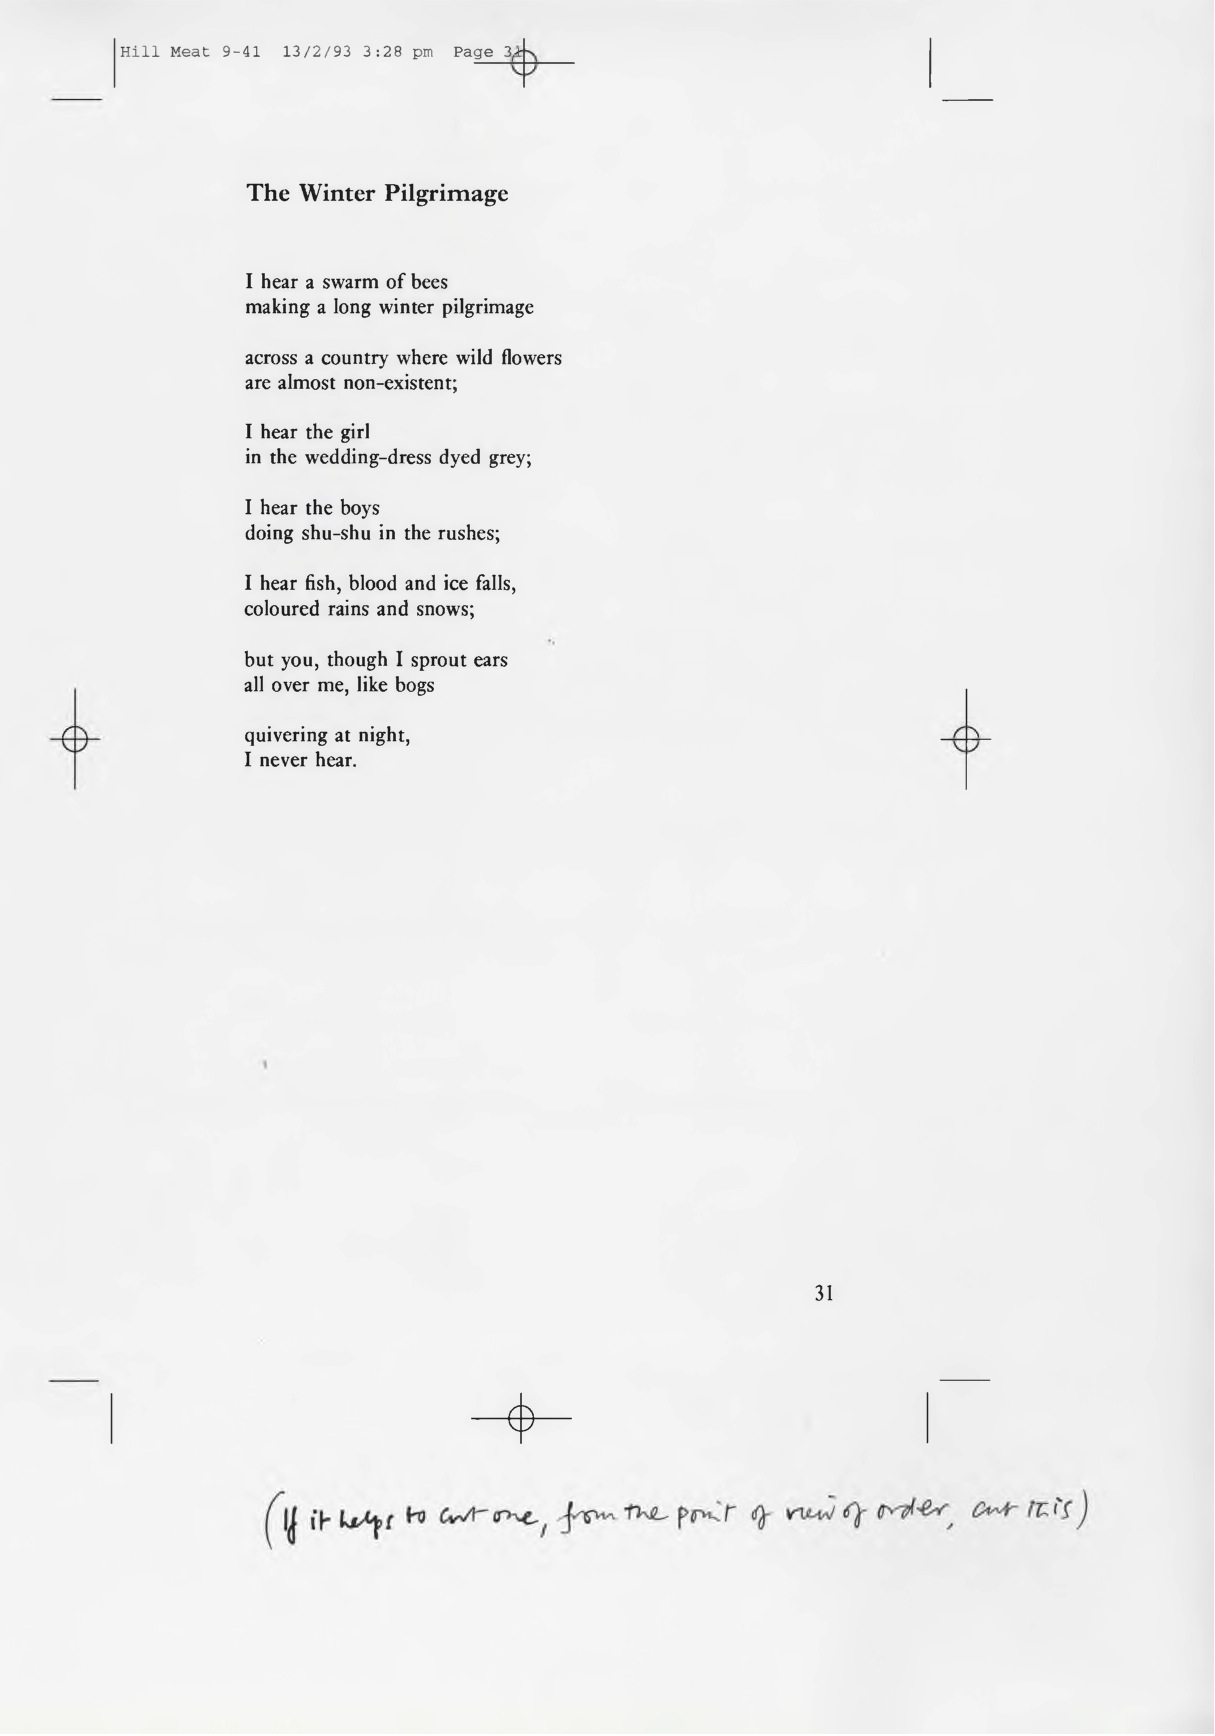 Hill Meat 9-41 13/2/93 3:28 pm Page 31
The Winter Pilgrimage
I hear a swarm of bees
making a long winter pilgrimage
across a country where wild flowers
are almost non-existent;
I hear the girl
in the wedding-dress dyed grey;
I hear the boys
doing shu-shu in the rushes;
I hear fish, blood and ice falls,
coloured rains and snows;
but you, though I sprout ears
all over me, like bogs
quivering at night,
I never hear.
31
(If it helps to cut one, from the point of view of order, cut this)